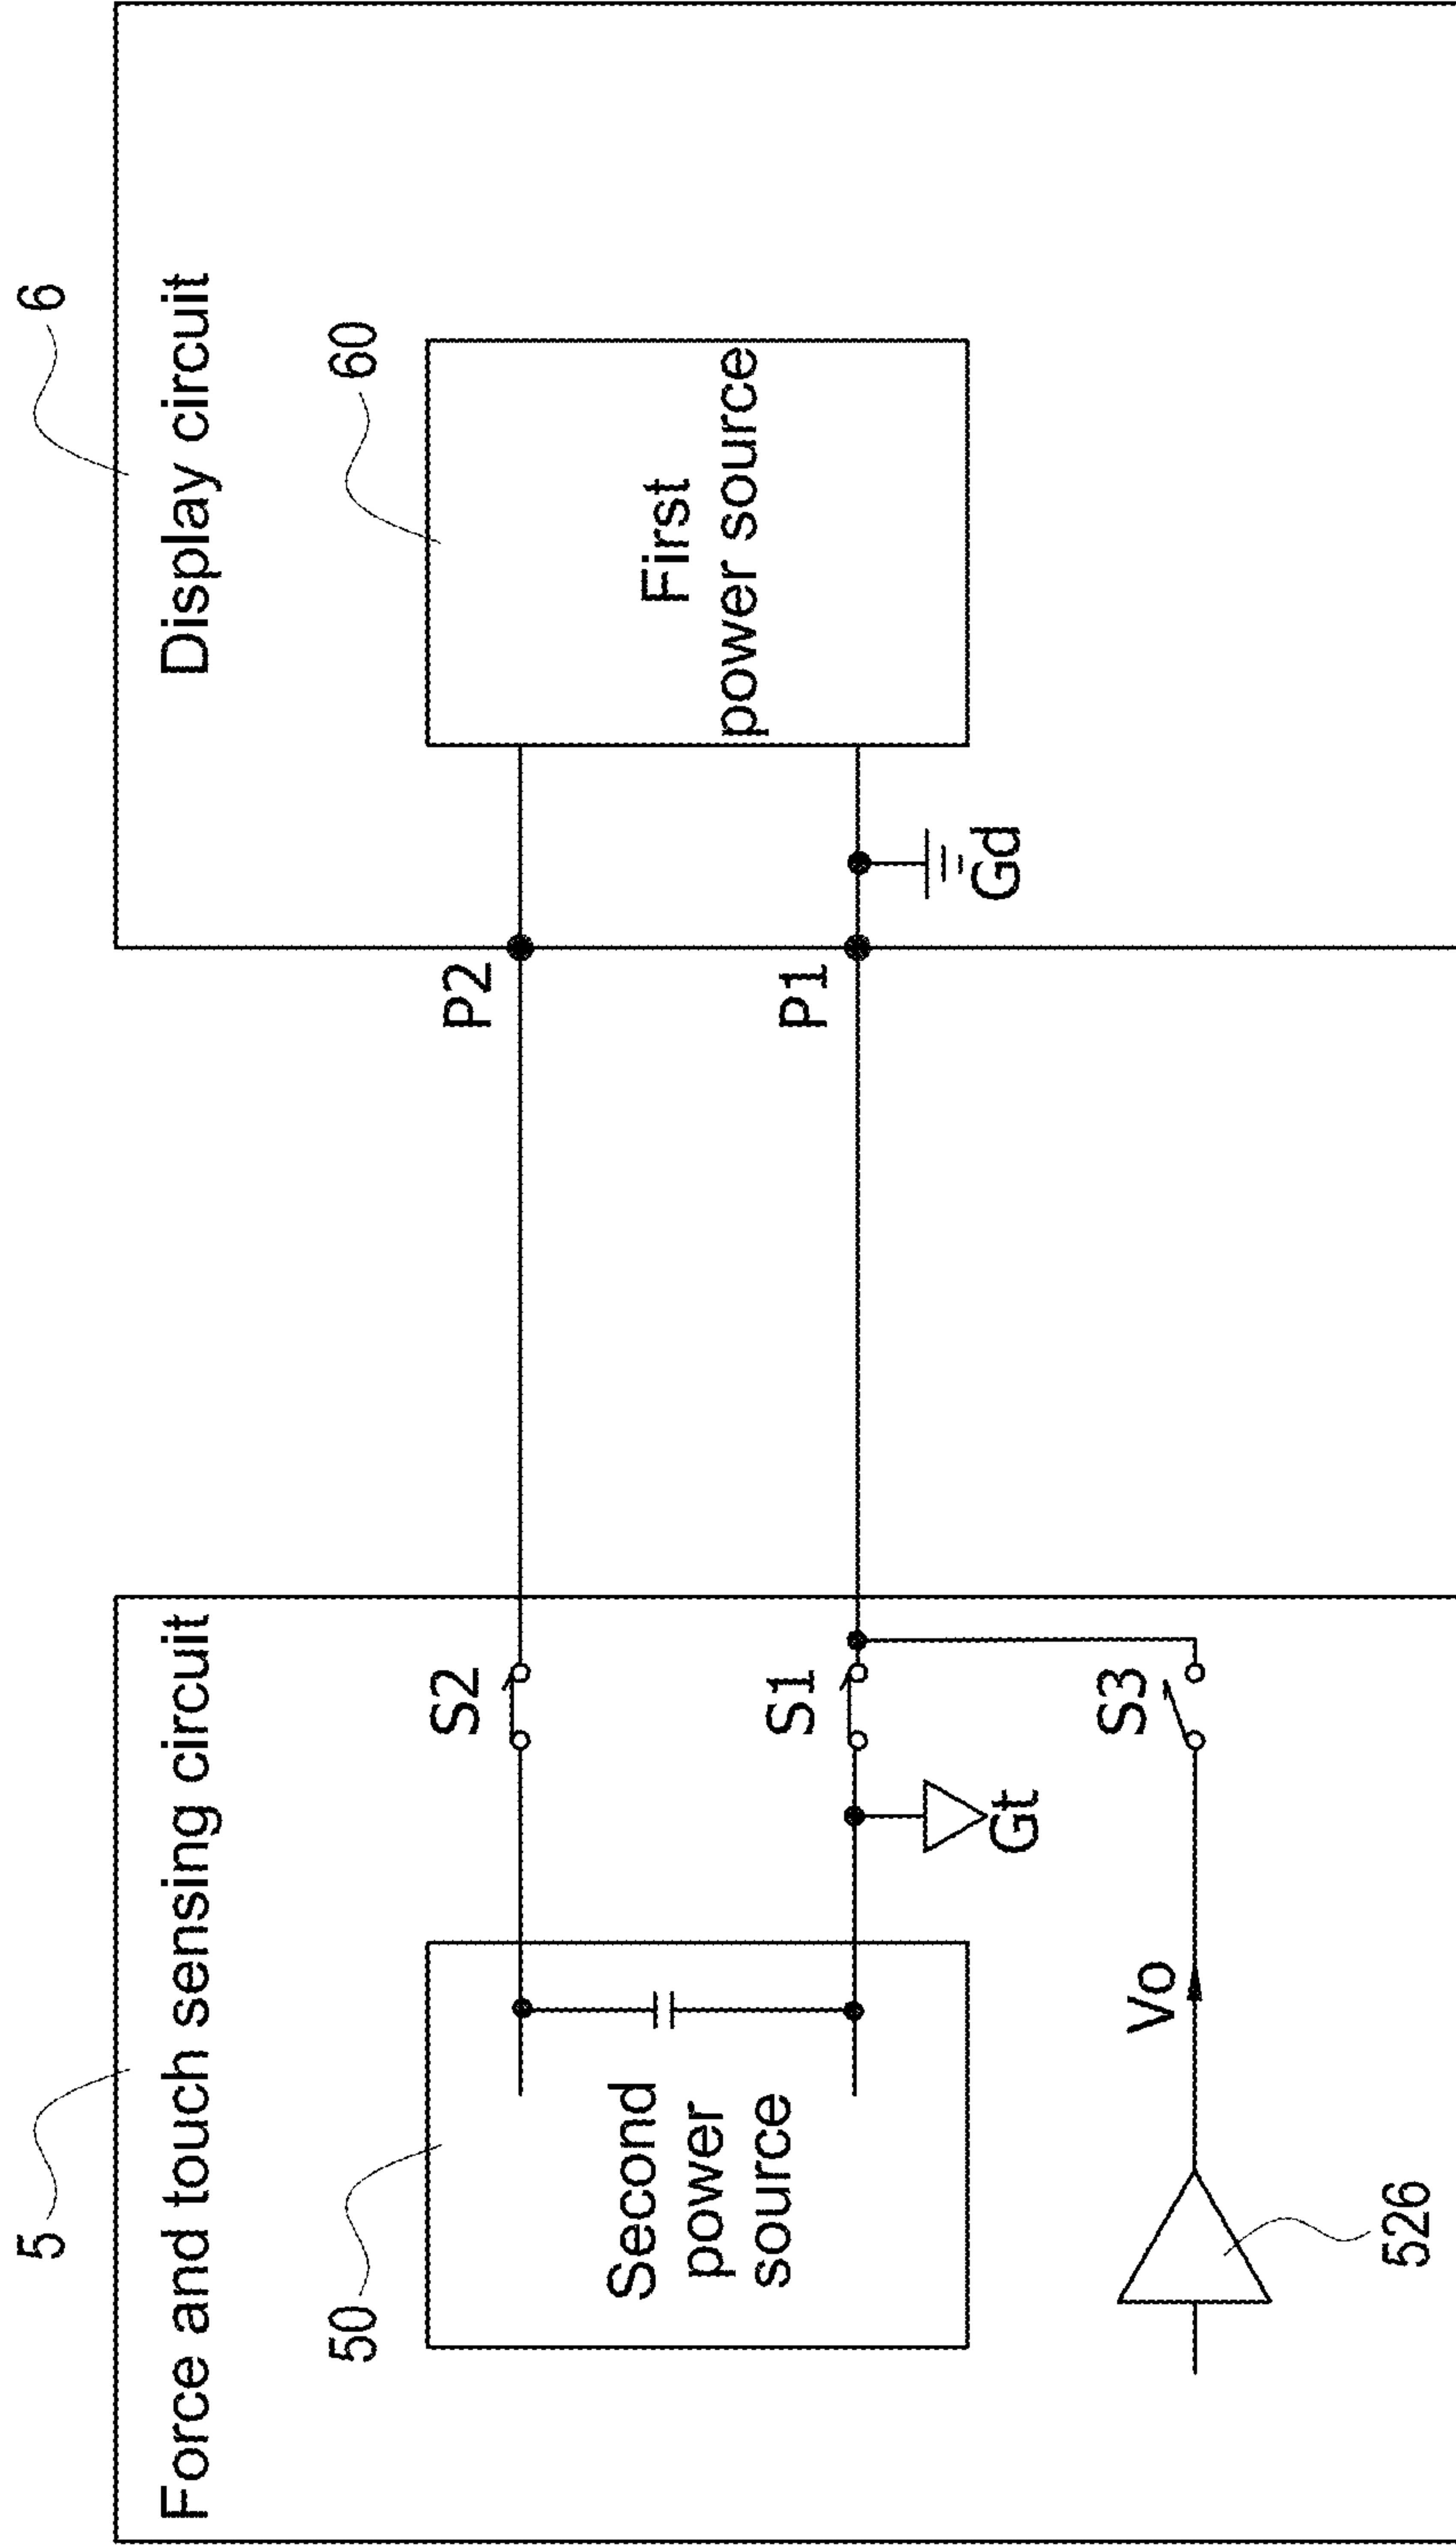 5
Force and touch sensing circuit
50
Second
power
source
S2
S1
Gt
S3
Vo
526
P2
P1
6
Display circuit
60
First
power source
Gd